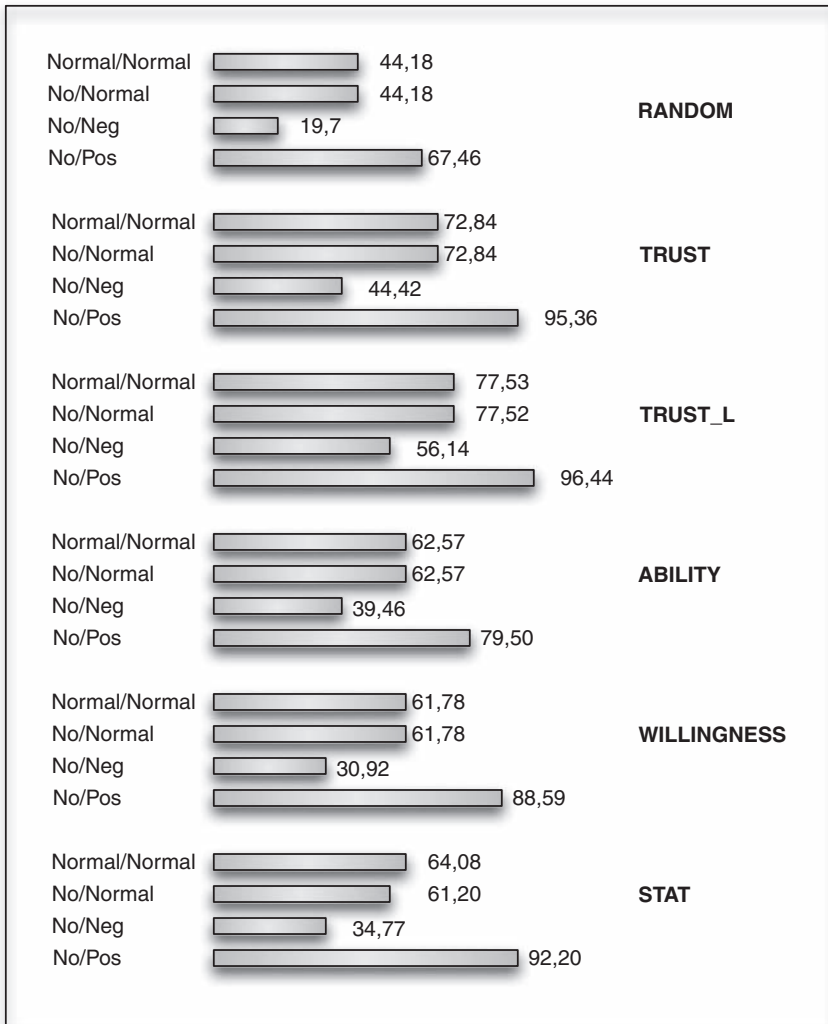 Normal/Normal 44,18
No/Normal 44,18
RANDOM
No/Neg 19,7
No/Pos 67,46
Normal/Normal 72,84
No/Normal 72,84
TRUST
No/Neg 44,42
No/Pos 95,36
Normal/Normal 77,53
No/Normal 77,52
TRUST_L
No/Neg 56,14
No/Pos 96,44
Normal/Normal 62,57
No/Normal 62,57
ABILITY
No/Neg 39,46
No/Pos 79,50
Normal/Normal 61,78
No/Normal 61,78
WILLINGNESS
No/Neg 30,92
No/Pos 88,59
Normal/Normal 64,08
No/Normal 61,20
STAT
No/Neg 34,77
No/Pos 92,20